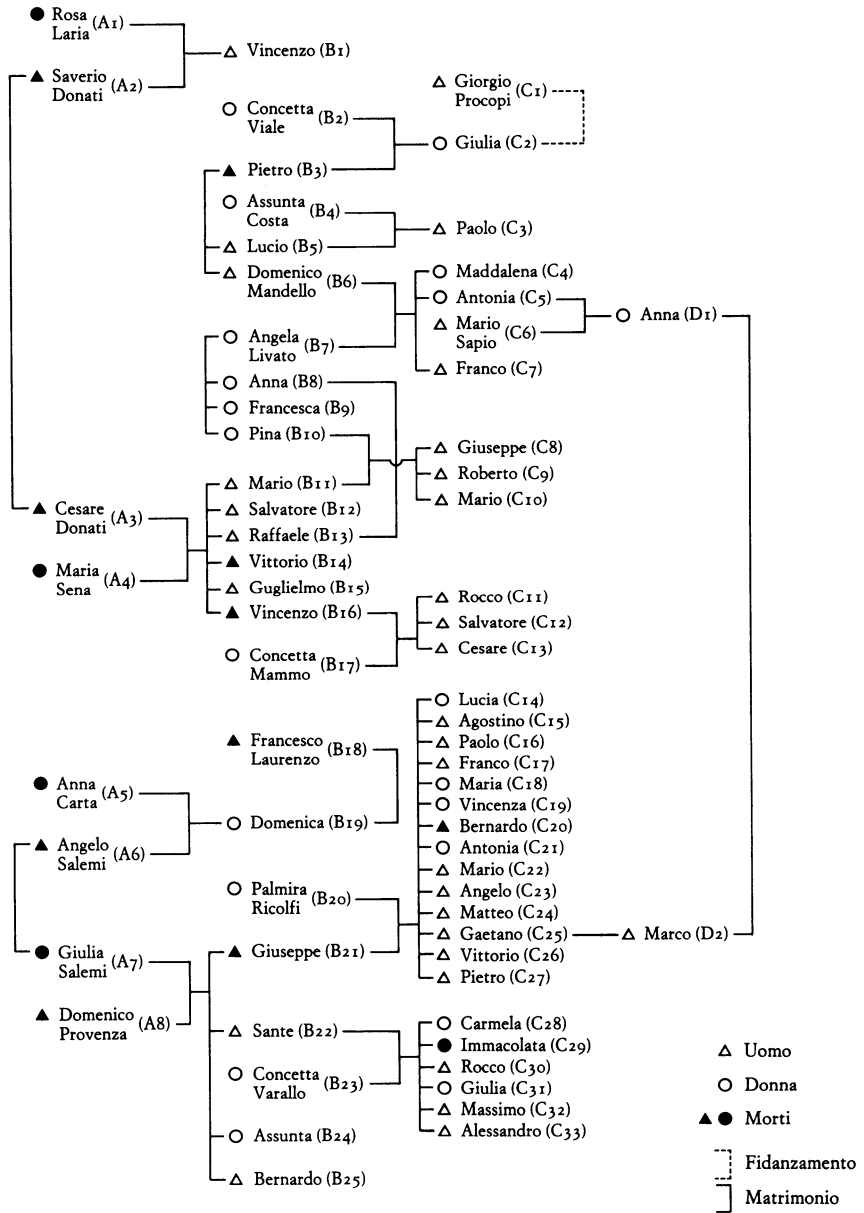 Rosa
Laria (A1)
Vincenzo (B1)
Saverio
Donati (A2)
Giorgio
Procopi (C1)
Concetta
Viale (B2)
Giulia (C2)
Pietro (B3)
Assunta
Costa (B4)
Paolo (C3)
Lucio (B5)
Domenico
Mandello (B6)
Maddalena (C4)
Antonia (C5)
Mario
Sapio (C6)
Anna (D1)
Angela
Livato (B7)
Franco (C7)
Anna (B8)
Francesca (B9)
Pina (B10)
Giuseppe (C8)
Roberto (C9)
Mario (C10)
Mario (B11)
Salvatore (B12)
Cesare
Donati (A3)
Raffaele (B13)
Vittorio (B14)
Maria
Sena (A4)
Guglielmo (B15)
Vincenzo (B16)
Rocco (C11)
Salvatore (C12)
Cesare (C13)
Concetta
Mammo (B17)
Lucia (C14)
Agostino (C15)
Paolo (C16)
Franco (C17)
Maria (C18)
Vincenza (C19)
Bernardo (C20)
Antonia (C21)
Mario (C22)
Angelo (C23)
Matteo (C24)
Gaetano (C25)
Vittorio (C26)
Pietro (C27)
Francesco
Laurenzo (B18)
Anna
Carta (A5)
Domenica (B19)
Angelo
Salemi (A6)
Palmira
Ricolfi (B20)
Marco (D2)
Giulia
Salemi (A7)
Giuseppe (B21)
Domenico
Provenza (A8)
Sante (B22)
Concetta
Varallo (B23)
Carmela (C28)
Immacolata (C29)
Rocco (C30)
Giulia (C31)
Massimo (C32)
Alessandro (C33)
Assunta (B24)
Bernardo (B25)
Uomo
Donna
Morti
Fidanzamento
Matrimonio